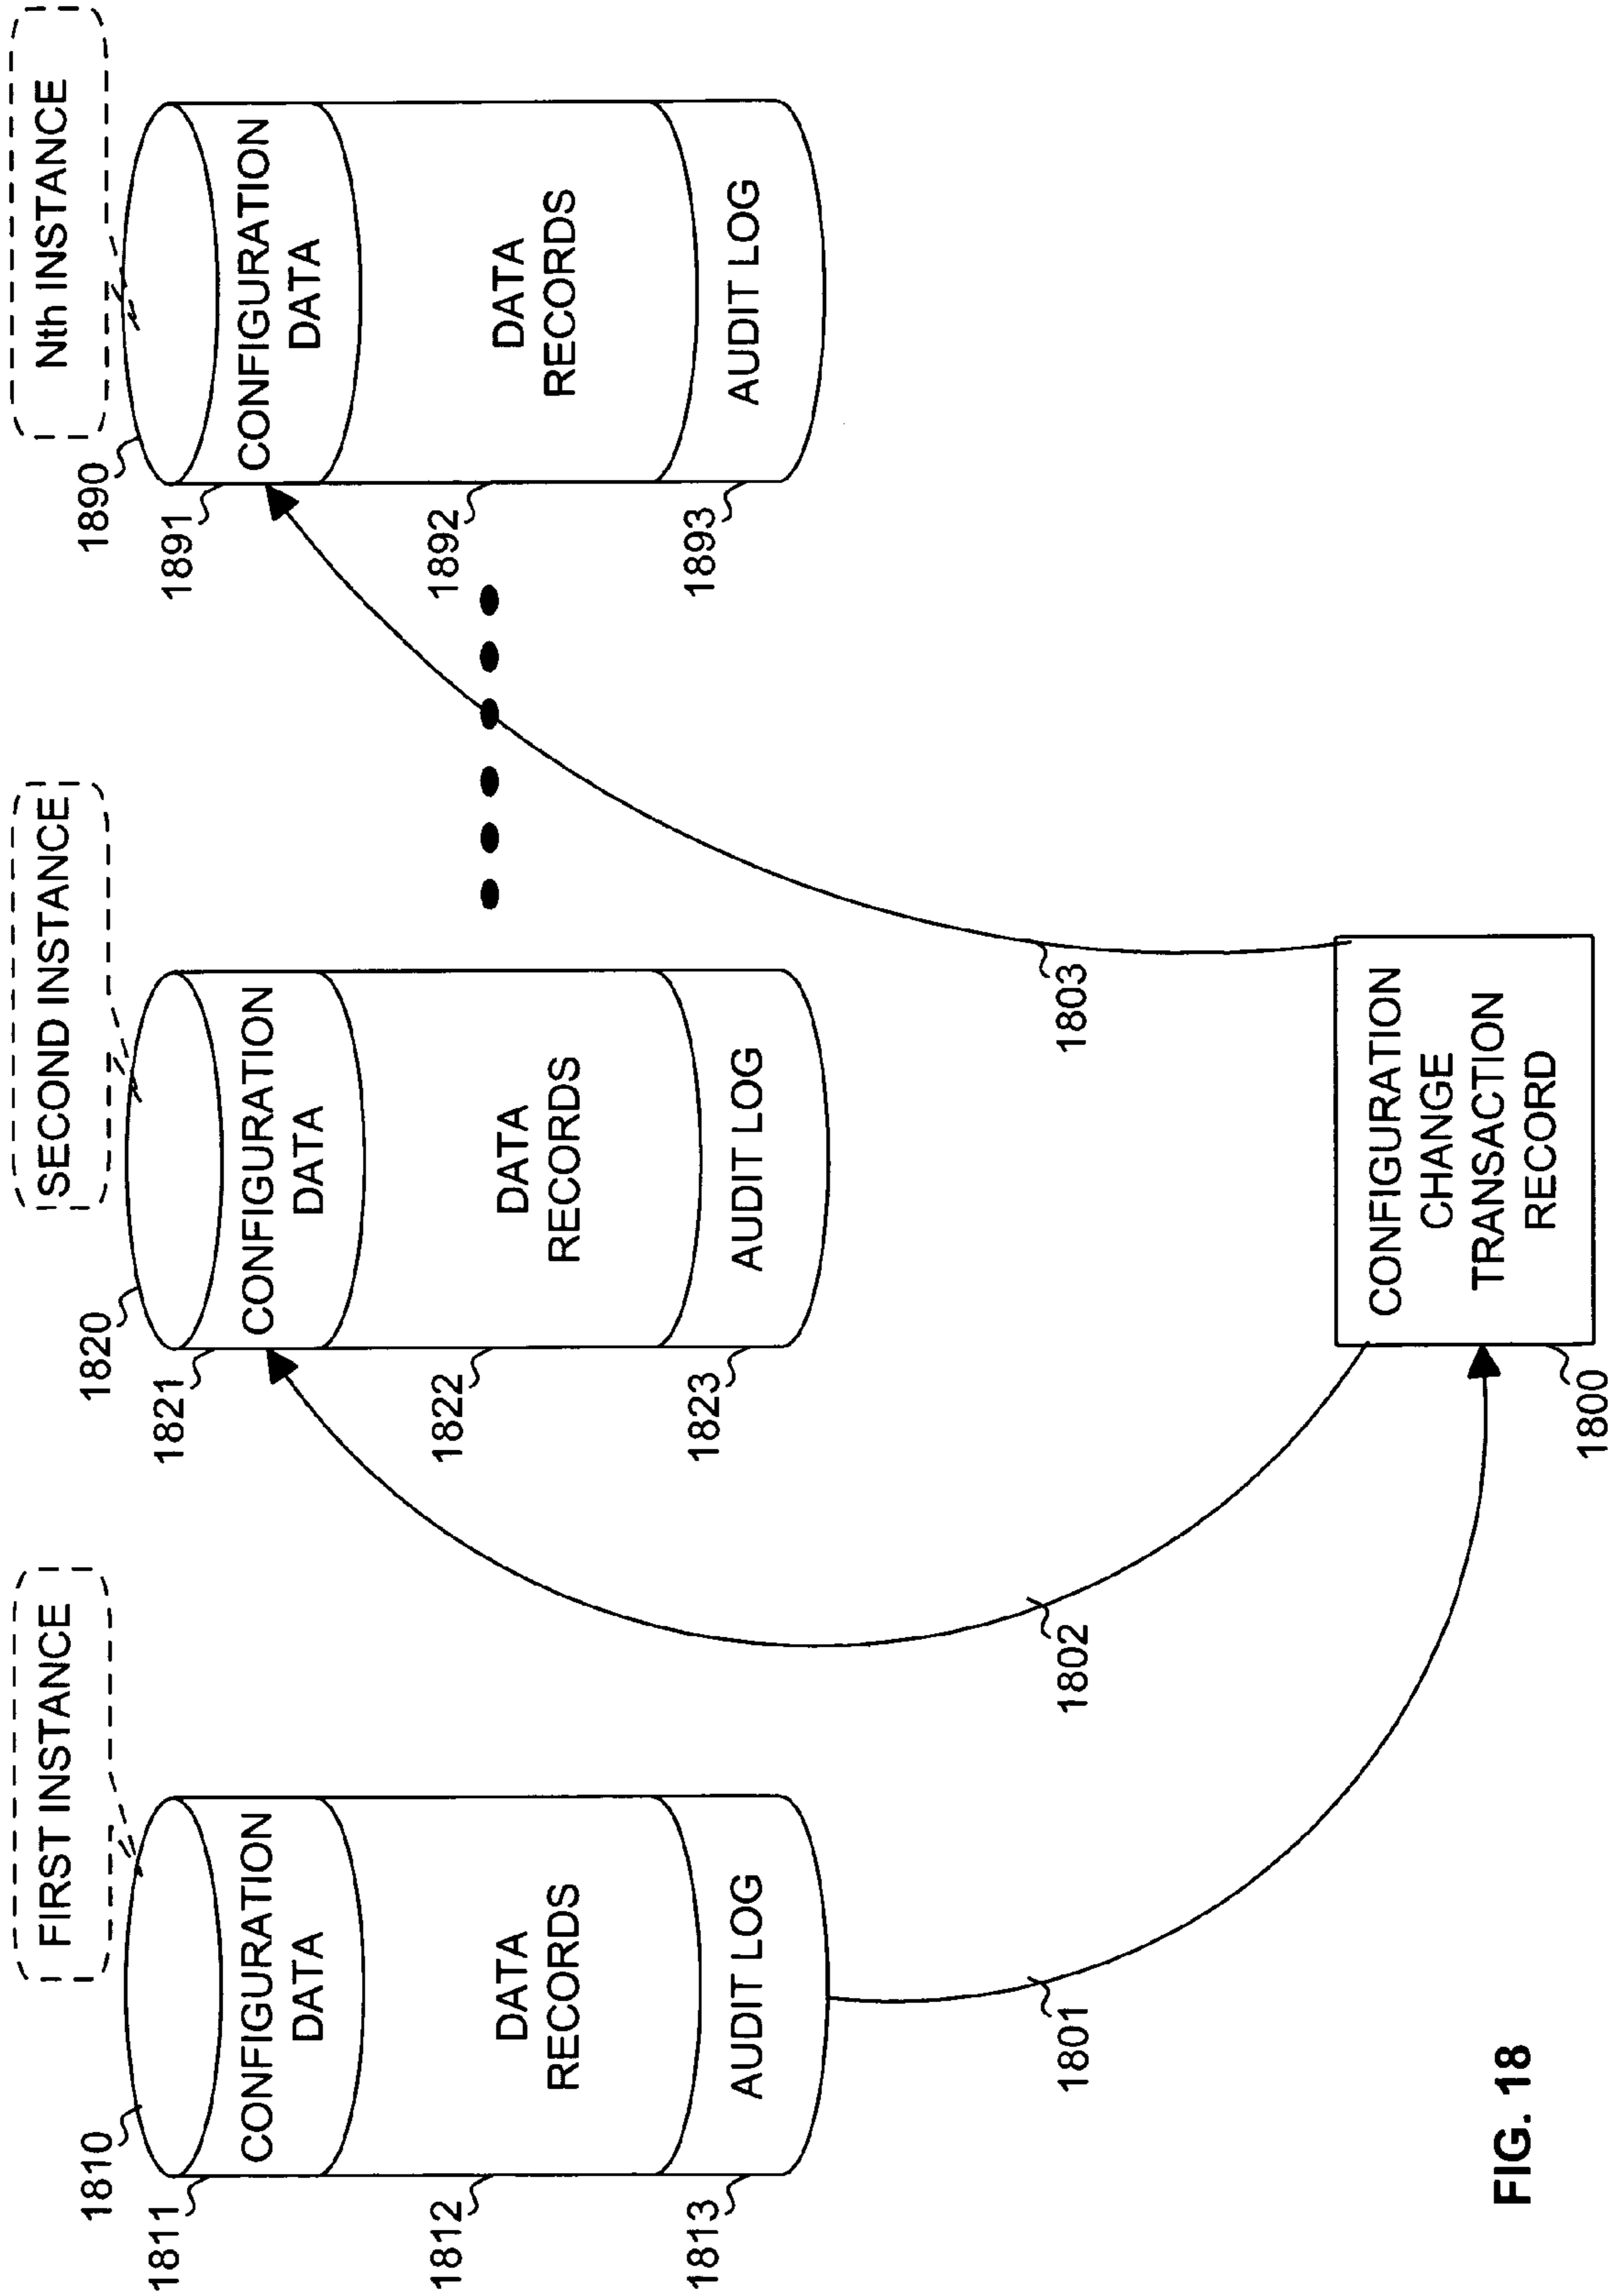 FIRST INSTANCE
SECOND INSTANCE
Nth INSTANCE
1810
1811
CONFIGURATION
DATA
1812
DATA
RECORDS
1813
AUDIT LOG
1820
1821
CONFIGURATION
DATA
1822
DATA
RECORDS
1823
AUDIT LOG
1890
1891
CONFIGURATION
DATA
1892
DATA
RECORDS
1893
AUDIT LOG
1801
1802
1803
CONFIGURATION
CHANGE
TRANSACTION
RECORD
1800
FIG. 18